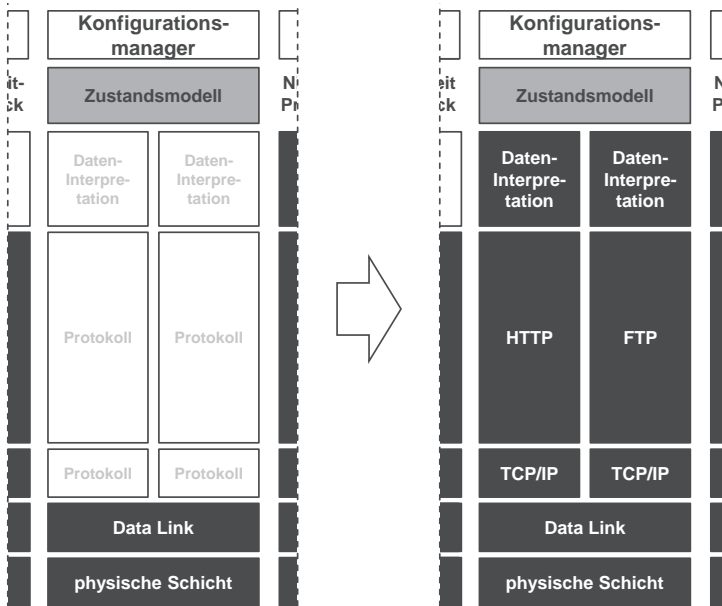 Konfigurations-
manager
Zustandsmodell
Daten-
Interpre-
tation
Daten-
Interpre-
tation
Protokoll
Protokoll
Protokoll
Protokoll
Data Link
physische Schicht
Konfigurations-
manager
Zustandsmodell
Daten-
Interpre-
tation
Daten-
Interpre-
tation
HTTP
FTP
TCP/IP
TCP/IP
Data Link
physische Schicht